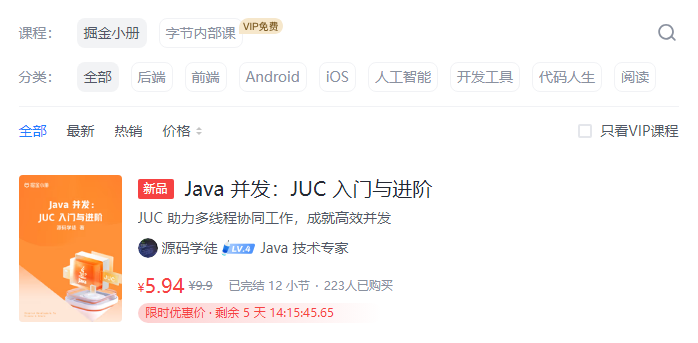 课程： 掘金小册 字节内部课 VIP免费
分类： 全部 后端 前端 Android iOS 人工智能 开发工具 代码人生 阅读
全部 最新 热销 价格 只看VIP课程
掘金小册
Java 并发：
JUC 入门与进阶
源码学徒 著
新品 Java 并发：JUC 入门与进阶
JUC 助力多线程协同工作，成就高效并发
源码学徒 LV.4 Java 技术专家
¥5.94 ¥9.9 已完结 12 小节 · 223人已购买
限时优惠价 · 剩余 5 天 14:15:45.65